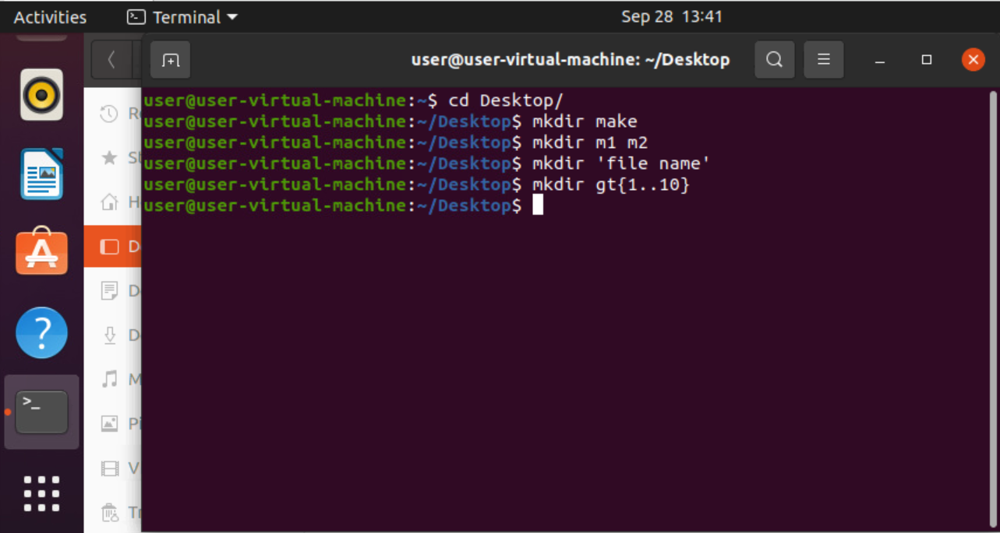 Activities
Terminal
Sep 28 13:41
user@user-virtual-machine: ~/Desktop
user@user-virtual-machine:~$ cd Desktop/
user@user-virtual-machine:~/Desktop$ mkdir make
user@user-virtual-machine:~/Desktop$ mkdir m1 m2
user@user-virtual-machine:~/Desktop$ mkdir 'file name'
user@user-virtual-machine:~/Desktop$ mkdir gt{1..10}
user@user-virtual-machine:~/Desktop$